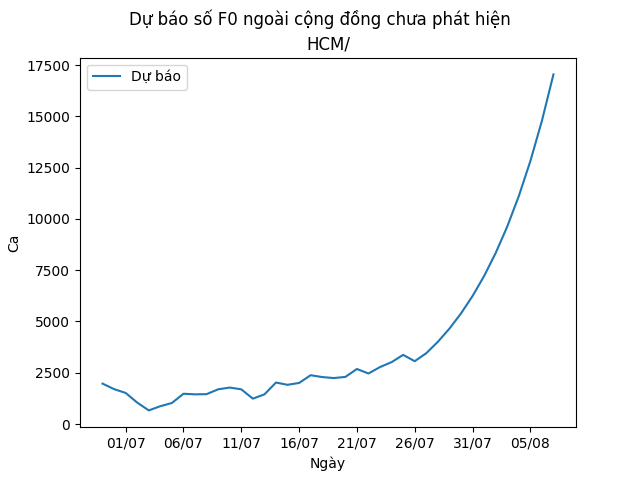 Dự báo số F0 ngoài cộng đồng chưa phát hiện
HCM/
17500
15000
12500
10000
7500
5000
2500
0
Ca
Dự báo
01/07 06/07 11/07 16/07 21/07 26/07 31/07 05/08
Ngày